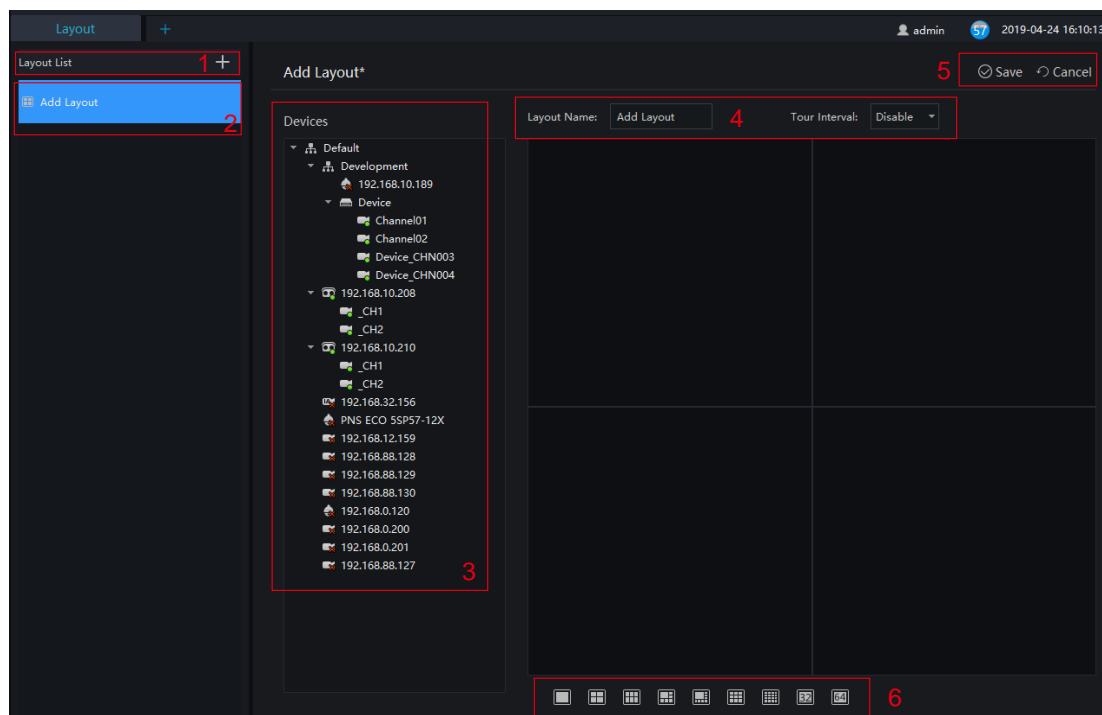 Layout +
admin 57 2019-04-24 16:10:13
Layout List 1 +
Add Layout 2
Add Layout*
5 Save Cancel
Devices
Layout Name: Add Layout 4 Tour Interval: Disable
Default
Development
192.168.10.189
Device
Channel01
Channel02
Device_CHN003
Device_CHN004
192.168.10.208
_CH1
_CH2
192.168.10.210
_CH1
_CH2
192.168.32.156
PNS ECO 5SP57-12X
192.168.12.159
192.168.88.128
192.168.88.129
192.168.88.130
192.168.0.120
192.168.0.200
192.168.0.201
192.168.88.127
3
32 64 6